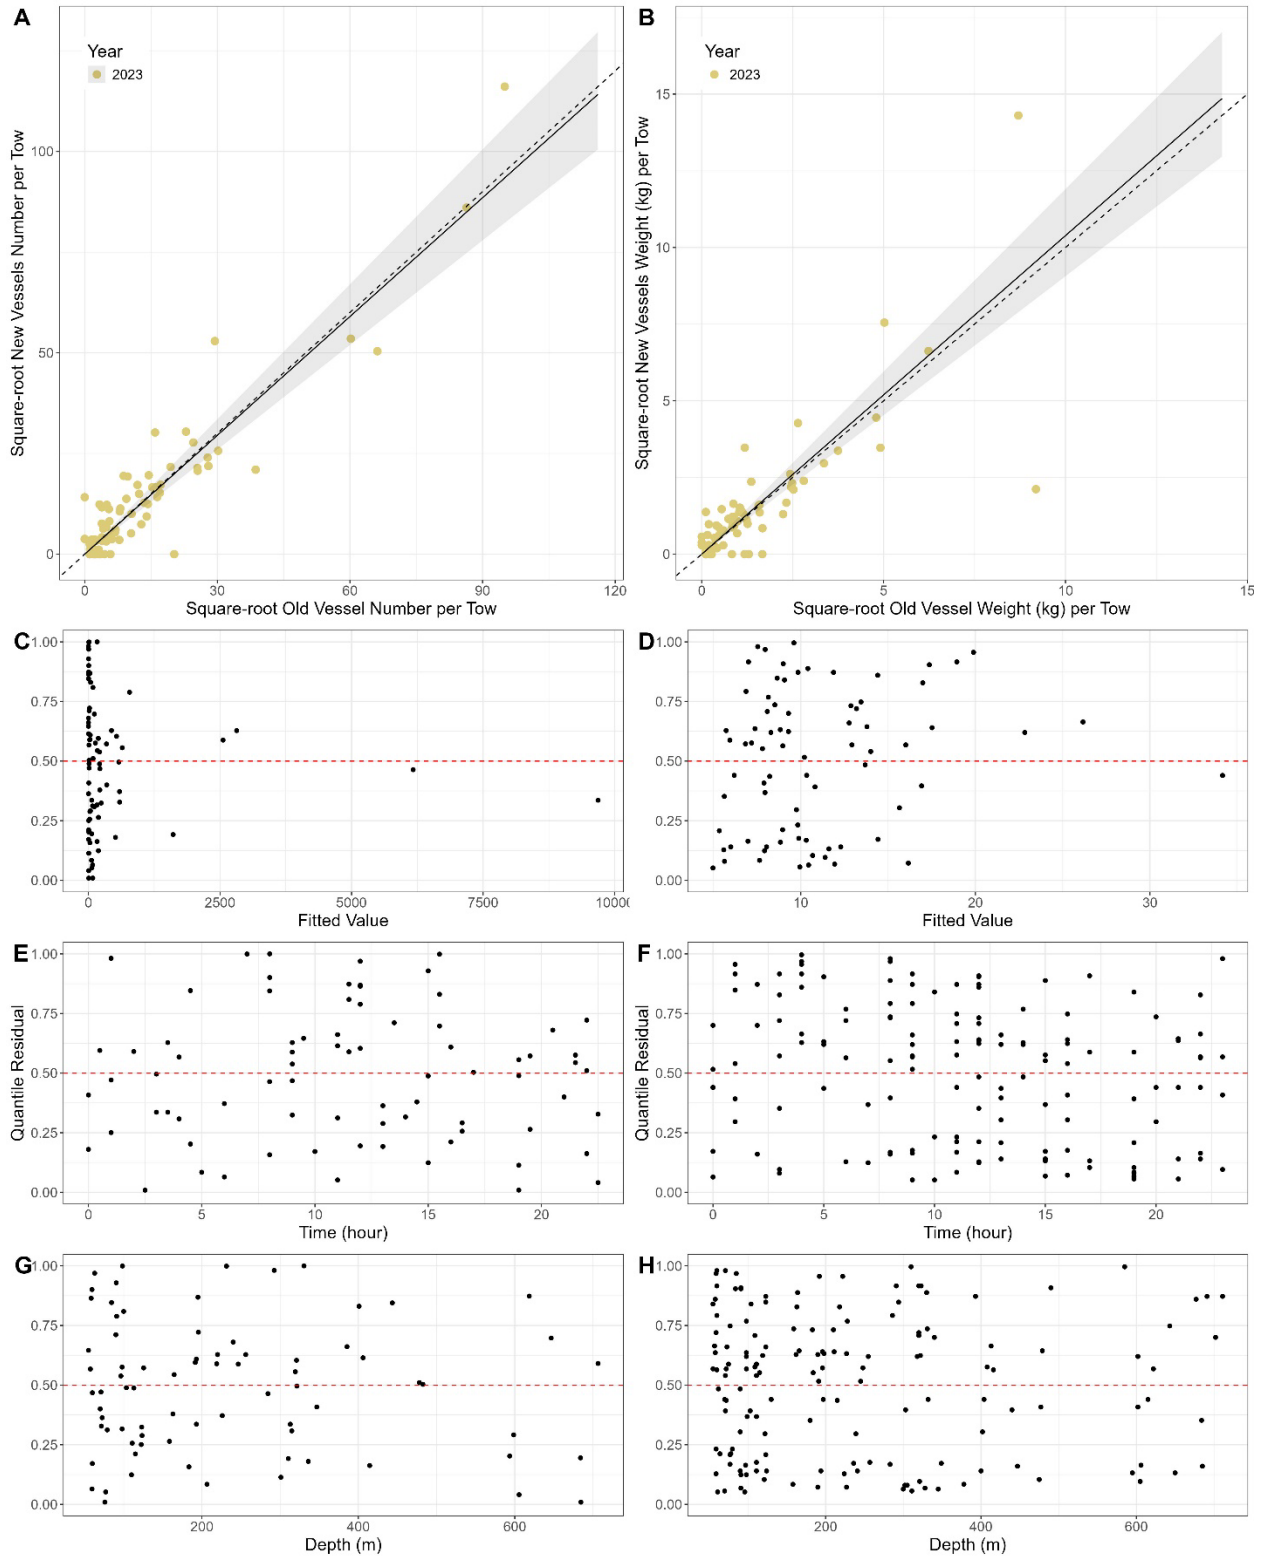 A
B
Year
2023
Year
2023
Square-root New Vessels Number per Tow
100
50
0
0 30 60 90 120
Square-root Old Vessel Number per Tow
Square-root New Vessels Weight (kg) per Tow
15
10
5
0
0 5 10 15
Square-root Old Vessel Weight (kg) per Tow
C
1.00
0.75
0.50
0.25
0.00
0 2500 5000 7500 1000
Fitted Value
D
1.00
0.75
0.50
0.25
0.00
10 20 30
Fitted Value
E
Quantile Residual
1.00
0.75
0.50
0.25
0.00
0 5 10 15 20
Time (hour)
F
Quantile Residual
1.00
0.75
0.50
0.25
0.00
0 5 10 15 20
Time (hour)
G
1.00
0.75
0.50
0.25
0.00
200 400 600
Depth (m)
H
1.00
0.75
0.50
0.25
0.00
200 400 600
Depth (m)